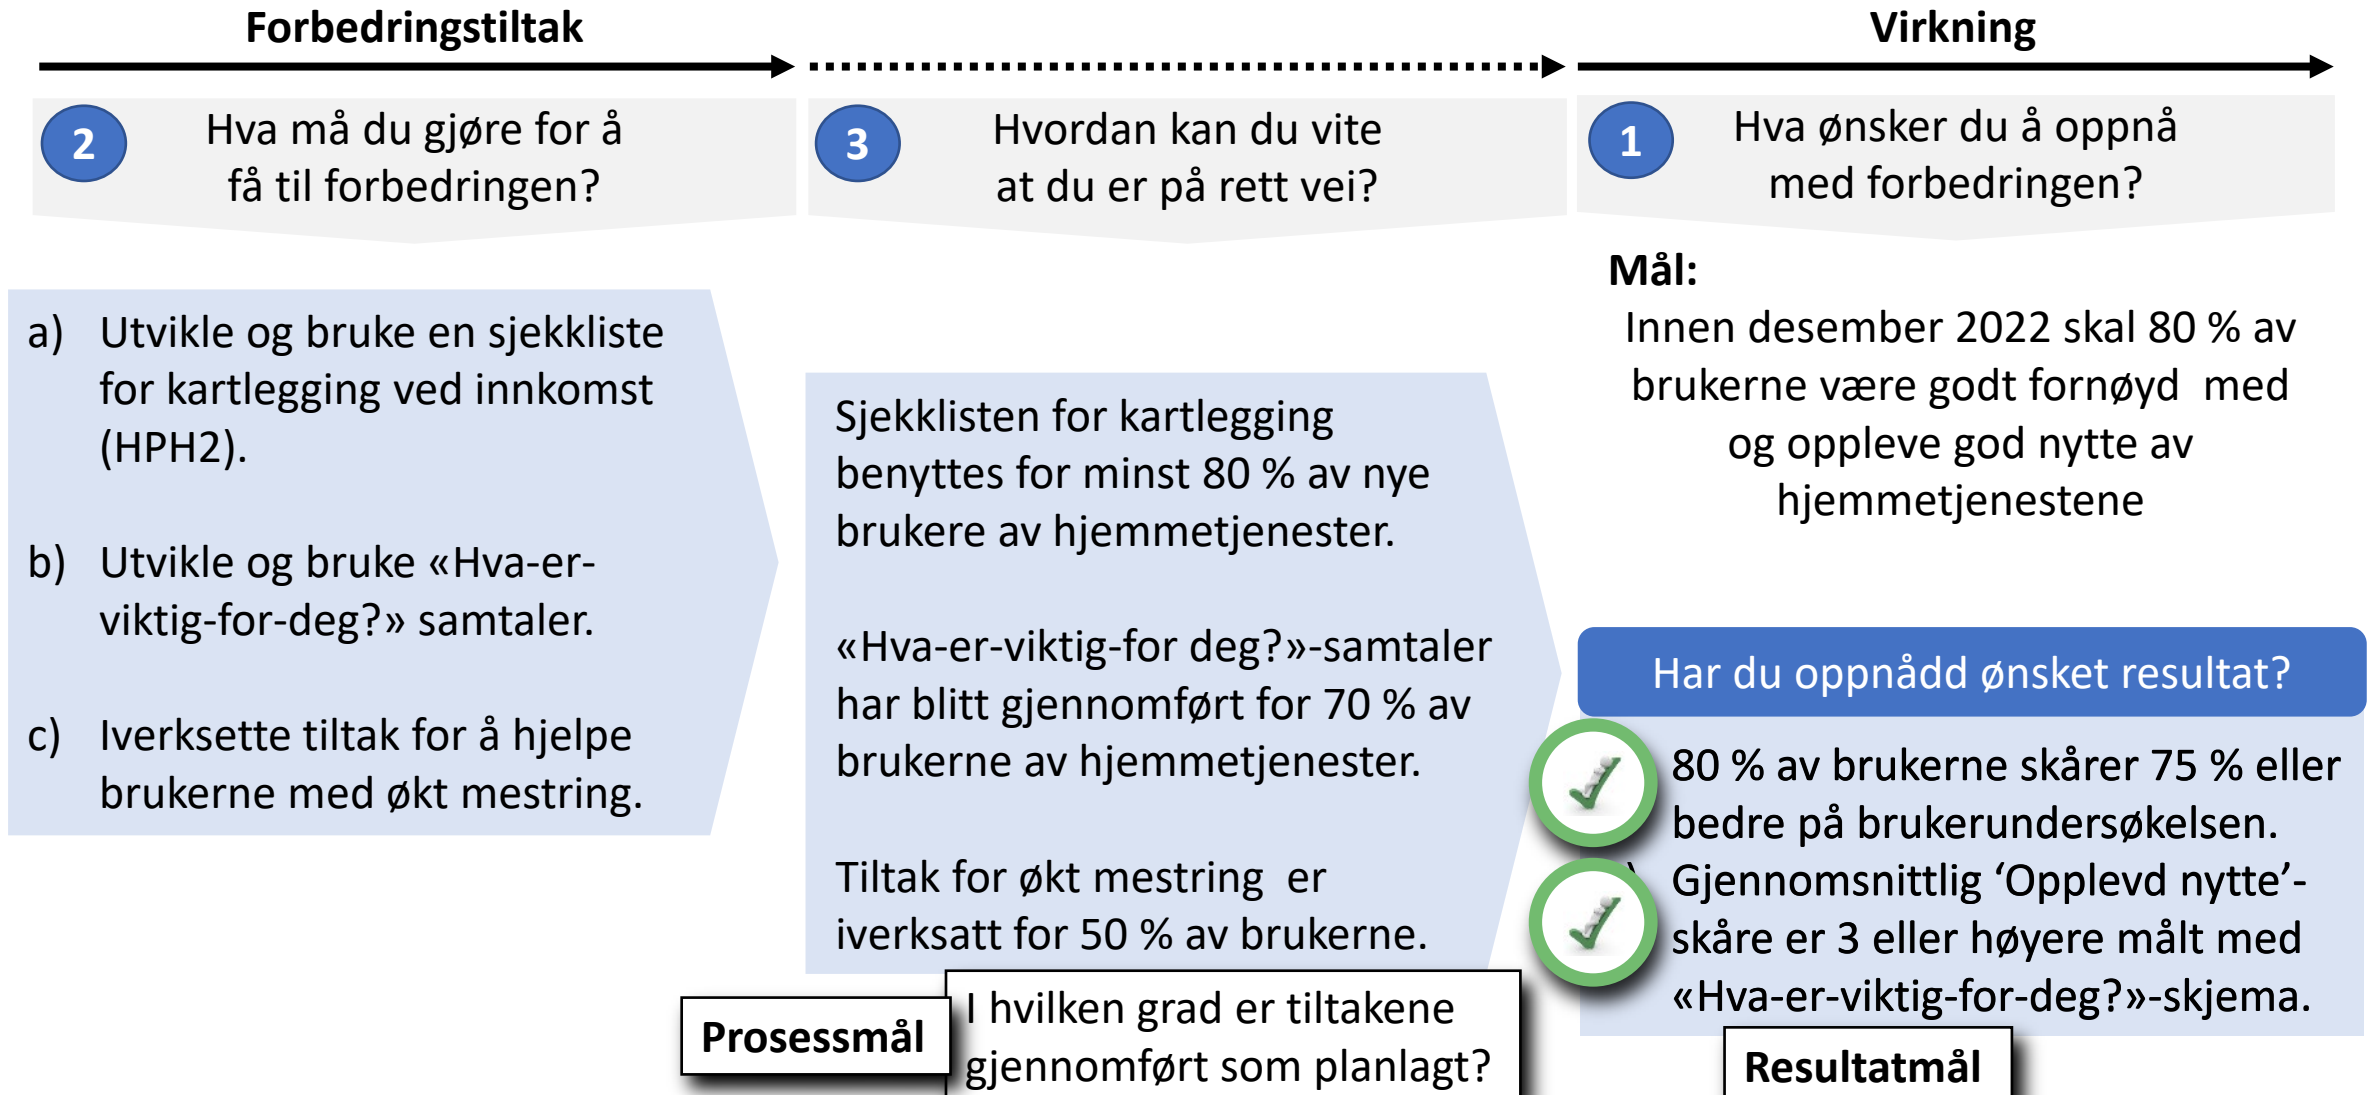 Forbedringstiltak
Virkning
2
Hva må du gjøre for å
få til forbedringen?
3
Hvordan kan du vite
at du er på rett vei?
1
Hva ønsker du å oppnå
med forbedringen?
a) Utvikle og bruke en sjekkliste
for kartlegging ved innkomst
(HPH2).
b) Utvikle og bruke «Hva-er-
viktig-for-deg?» samtaler.
c) Iverksette tiltak for å hjelpe
brukerne med økt mestring.
Sjekklisten for kartlegging
benyttes for minst 80 % av nye
brukere av hjemmetjenester.
«Hva-er-viktig-for deg?»-samtaler
har blitt gjennomført for 70 % av
brukerne av hjemmetjenester.
Tiltak for økt mestring er
iverksatt for 50 % av brukerne.
Prosessmål
I hvilken grad er tiltakene
gjennomført som planlagt?
Mål:
Innen desember 2022 skal 80 % av
brukerne være godt fornøyd med
og oppleve god nytte av
hjemmetjenestene
Har du oppnådd ønsket resultat?
80 % av brukerne skårer 75 % eller
bedre på brukerundersøkelsen.
Gjennomsnittlig ‘Opplevd nytte’-
skåre er 3 eller høyere målt med
«Hva-er-viktig-for-deg?»-skjema.
Resultatmål